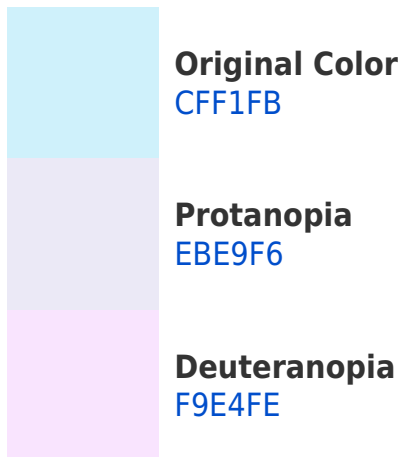 Original Color
CFF1FB
Protanopia
EBE9F6
Deuteranopia
F9E4FE